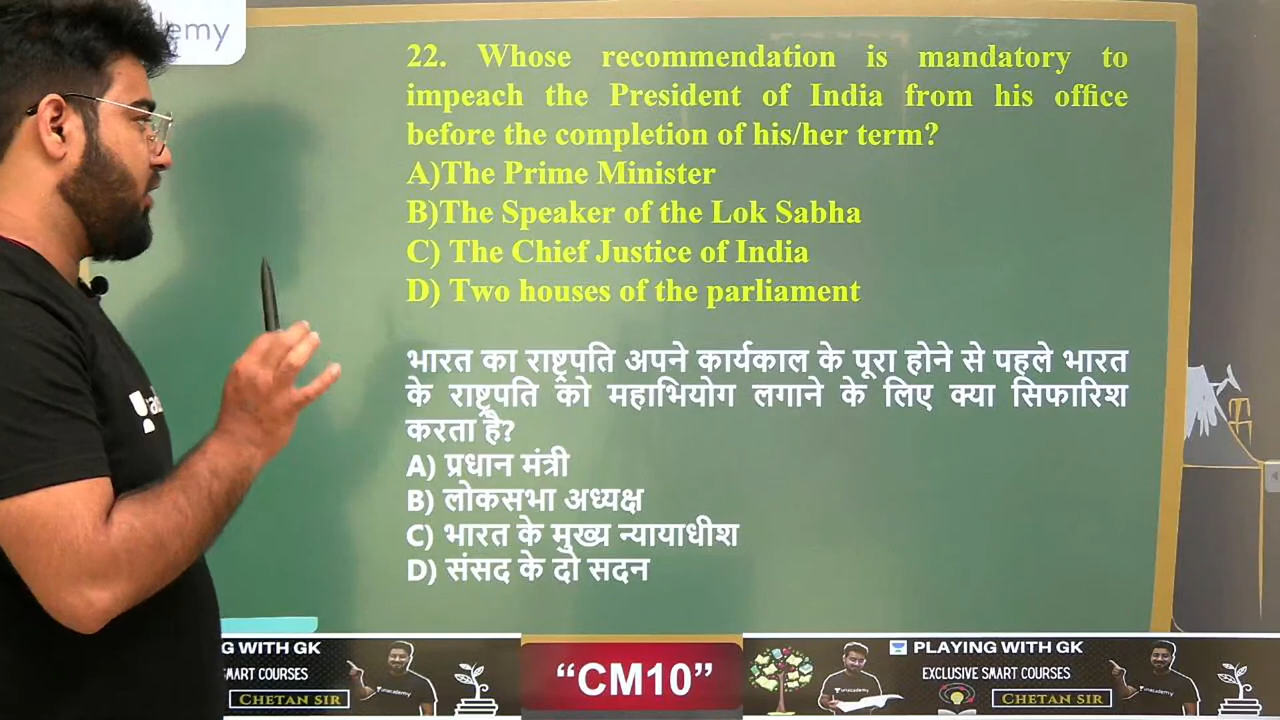 emy
22. Whose recommendation is mandatory to
impeach the President of India from his office
before the completion of his/her term?
A)The Prime Minister
B)The Speaker of the Lok Sabha
C) The Chief Justice of India
D) Two houses of the parliament
भारत का राष्ट्रपति अपने कार्यकाल के पूरा होने से पहले भारत
के राष्ट्रपति को महाभियोग लगाने के लिए क्या सिफारिश
करता है?
A) प्रधान मंत्री
B) लोकसभा अध्यक्ष
C) भारत के मुख्य न्यायाधीश
D) संसद के दो सदन
G WITH GK
SMART COURSES
CHETAN SIR
“CM10”
unacademy
PLAYING WITH GK
EXCLUSIVE SMART COURSES
CHETAN SIR